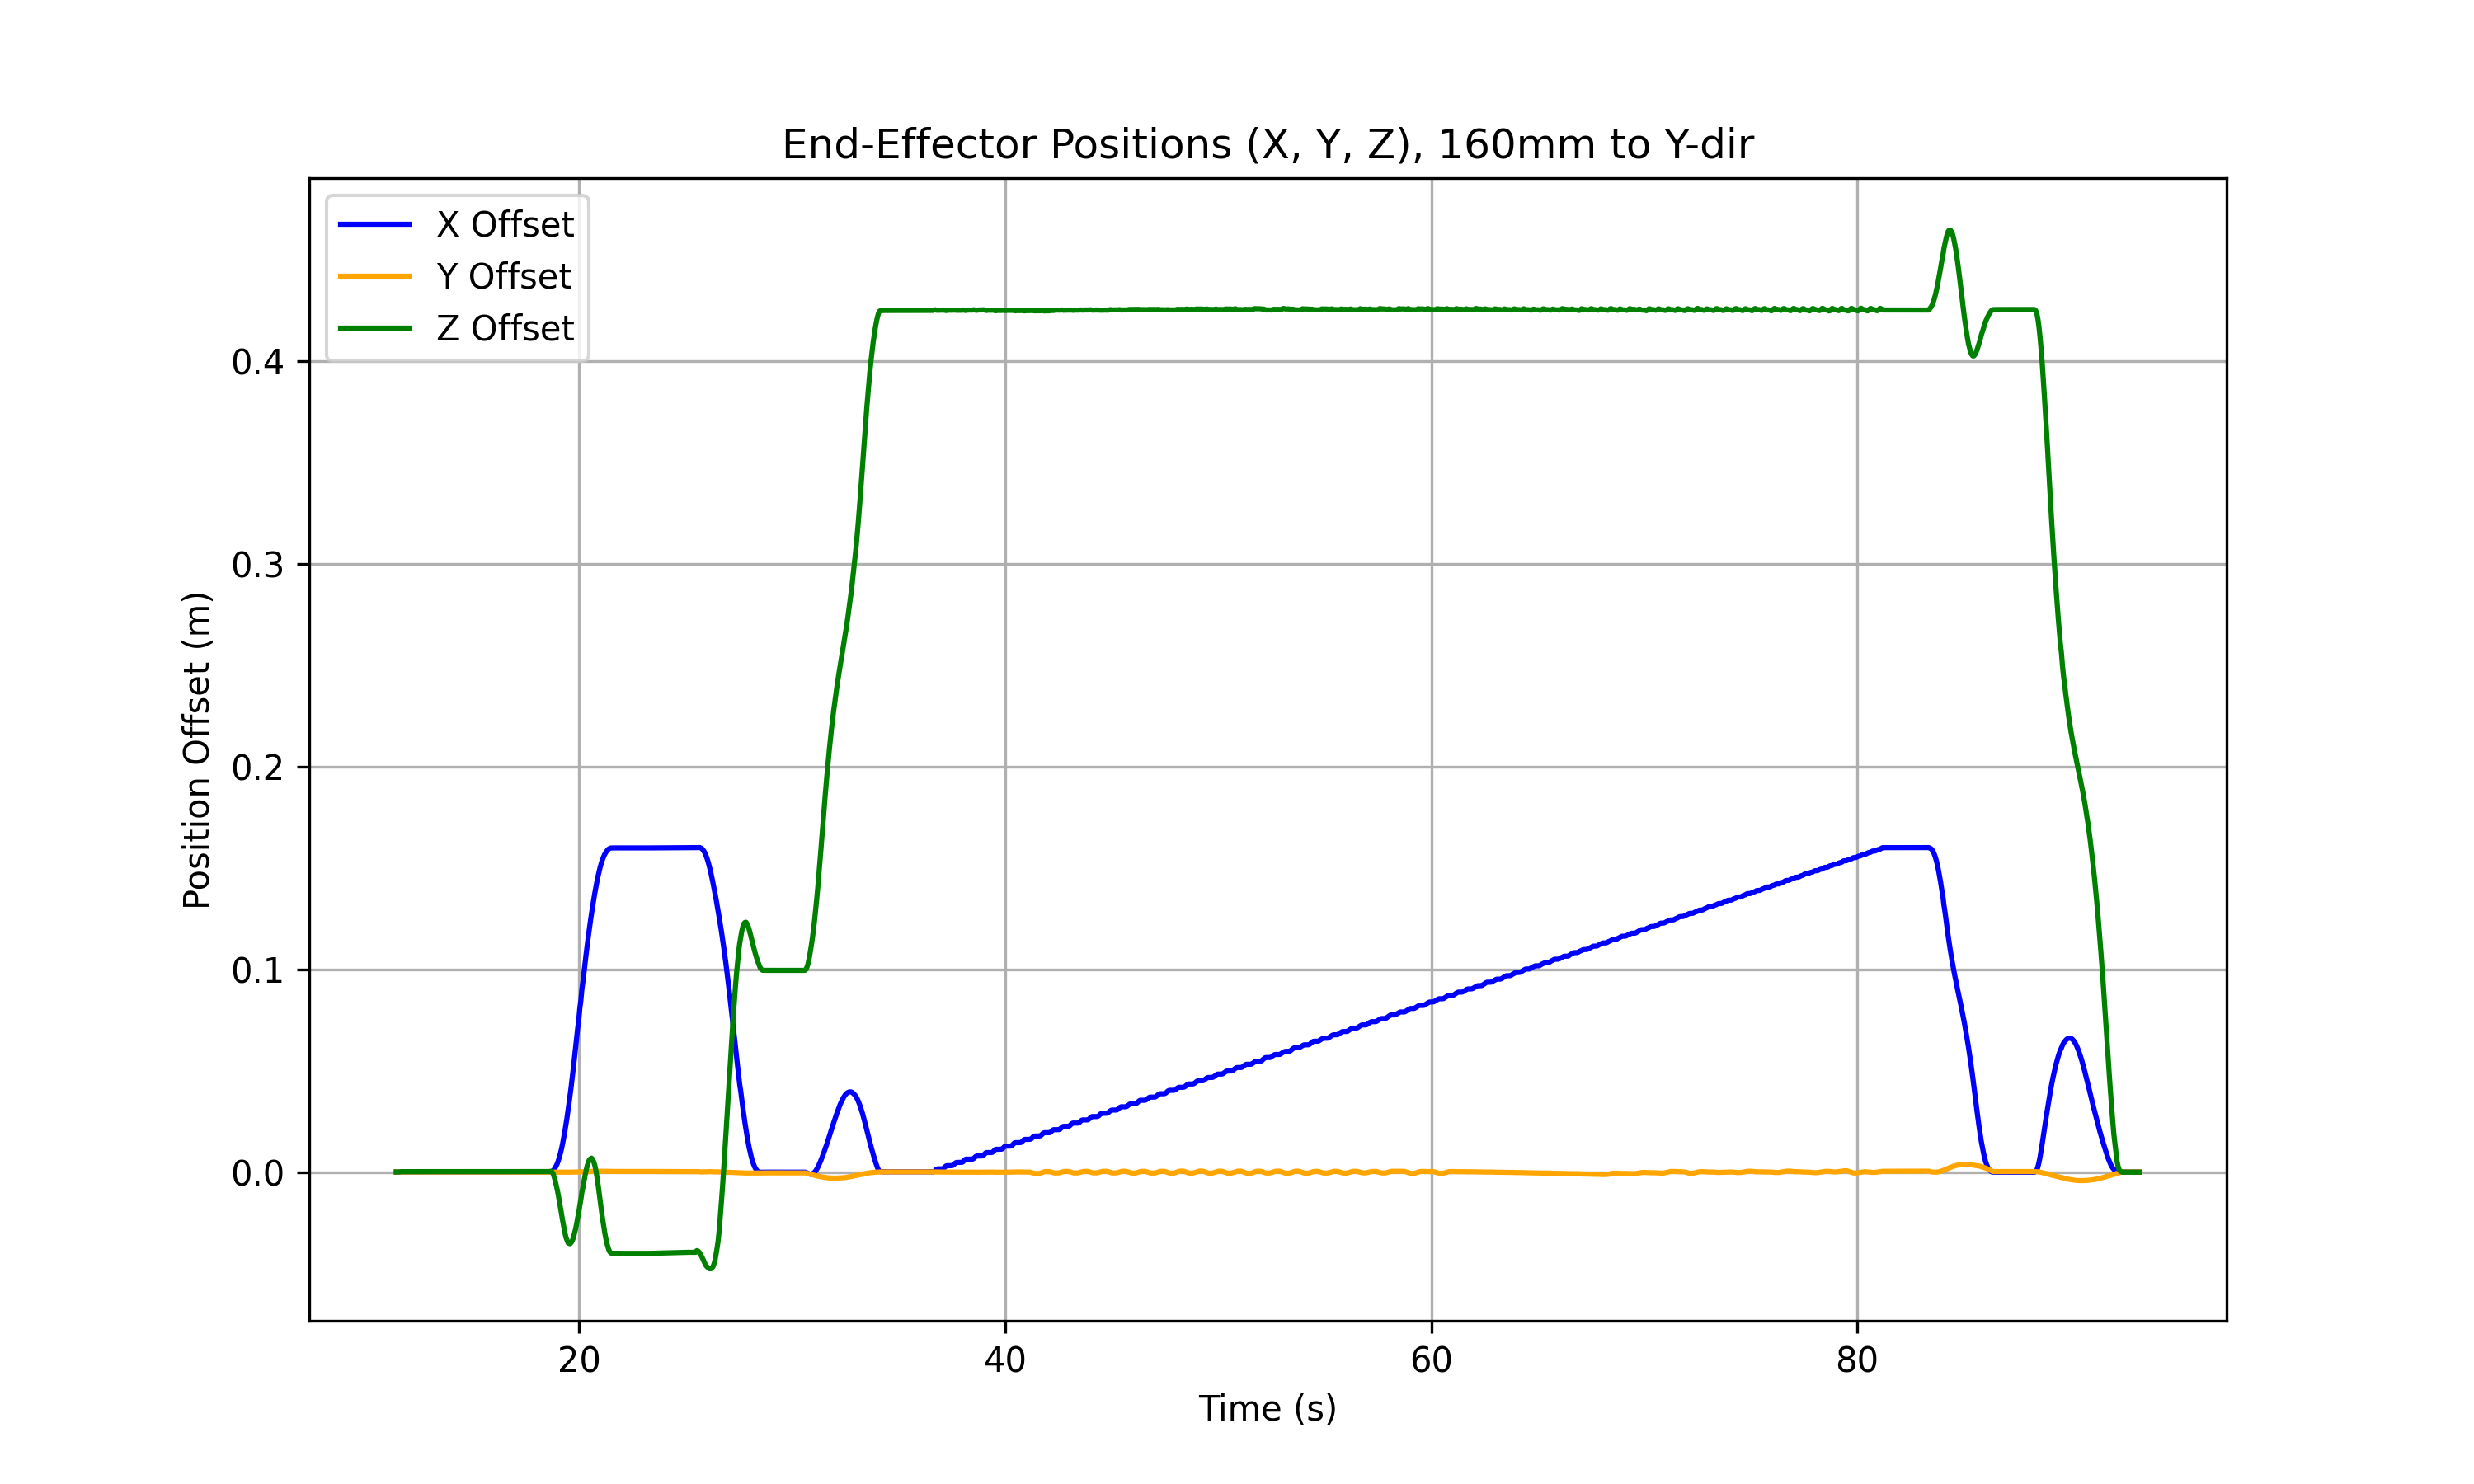 End-Effector Positions (X, Y, Z), 160mm to Y-dir
X Offset
Y Offset
Z Offset
Position Offset (m)
0.4
0.3
0.2
0.1
0.0
20 40 60 80
Time (s)